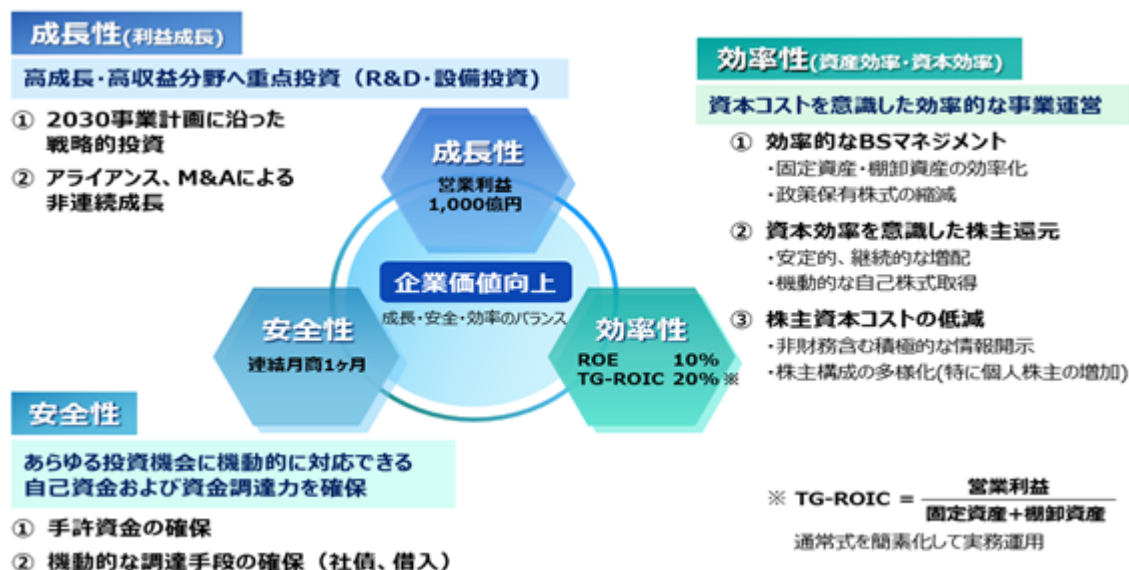 成長性(利益成長)
高成長・高収益分野へ重点投資（R&D・設備投資)
① 2030事業計画に沿った
戦略的投資
② アライアンス、M&Aによる
非連続成長
成長性
営業利益
1,000億円
企業価値向上
成長・安全・効率のバランス
安全性
連結月商1ヶ月
効率性
ROE 10%
TG-ROIC 20% ※
安全性
あらゆる投資機会に機動的に対応できる
自己資金および資金調達力を確保
① 手許資金の確保
② 機動的な調達手段の確保（社債、借入）
効率性(資産効率・資本効率)
資本コストを意識した効率的な事業運営
① 効率的なBSマネジメント
・固定資産・棚卸資産の効率化
・政策保有株式の縮減
② 資本効率を意識した株主還元
・安定的、継続的な増配
・機動的な自己株式取得
③ 株主資本コストの低減
・非財務含む積極的な情報開示
・株主構成の多様化(特に個人株主の増加)
※ TG-ROIC = 営業利益
固定資産+棚卸資産
通常式を簡素化して実務運用